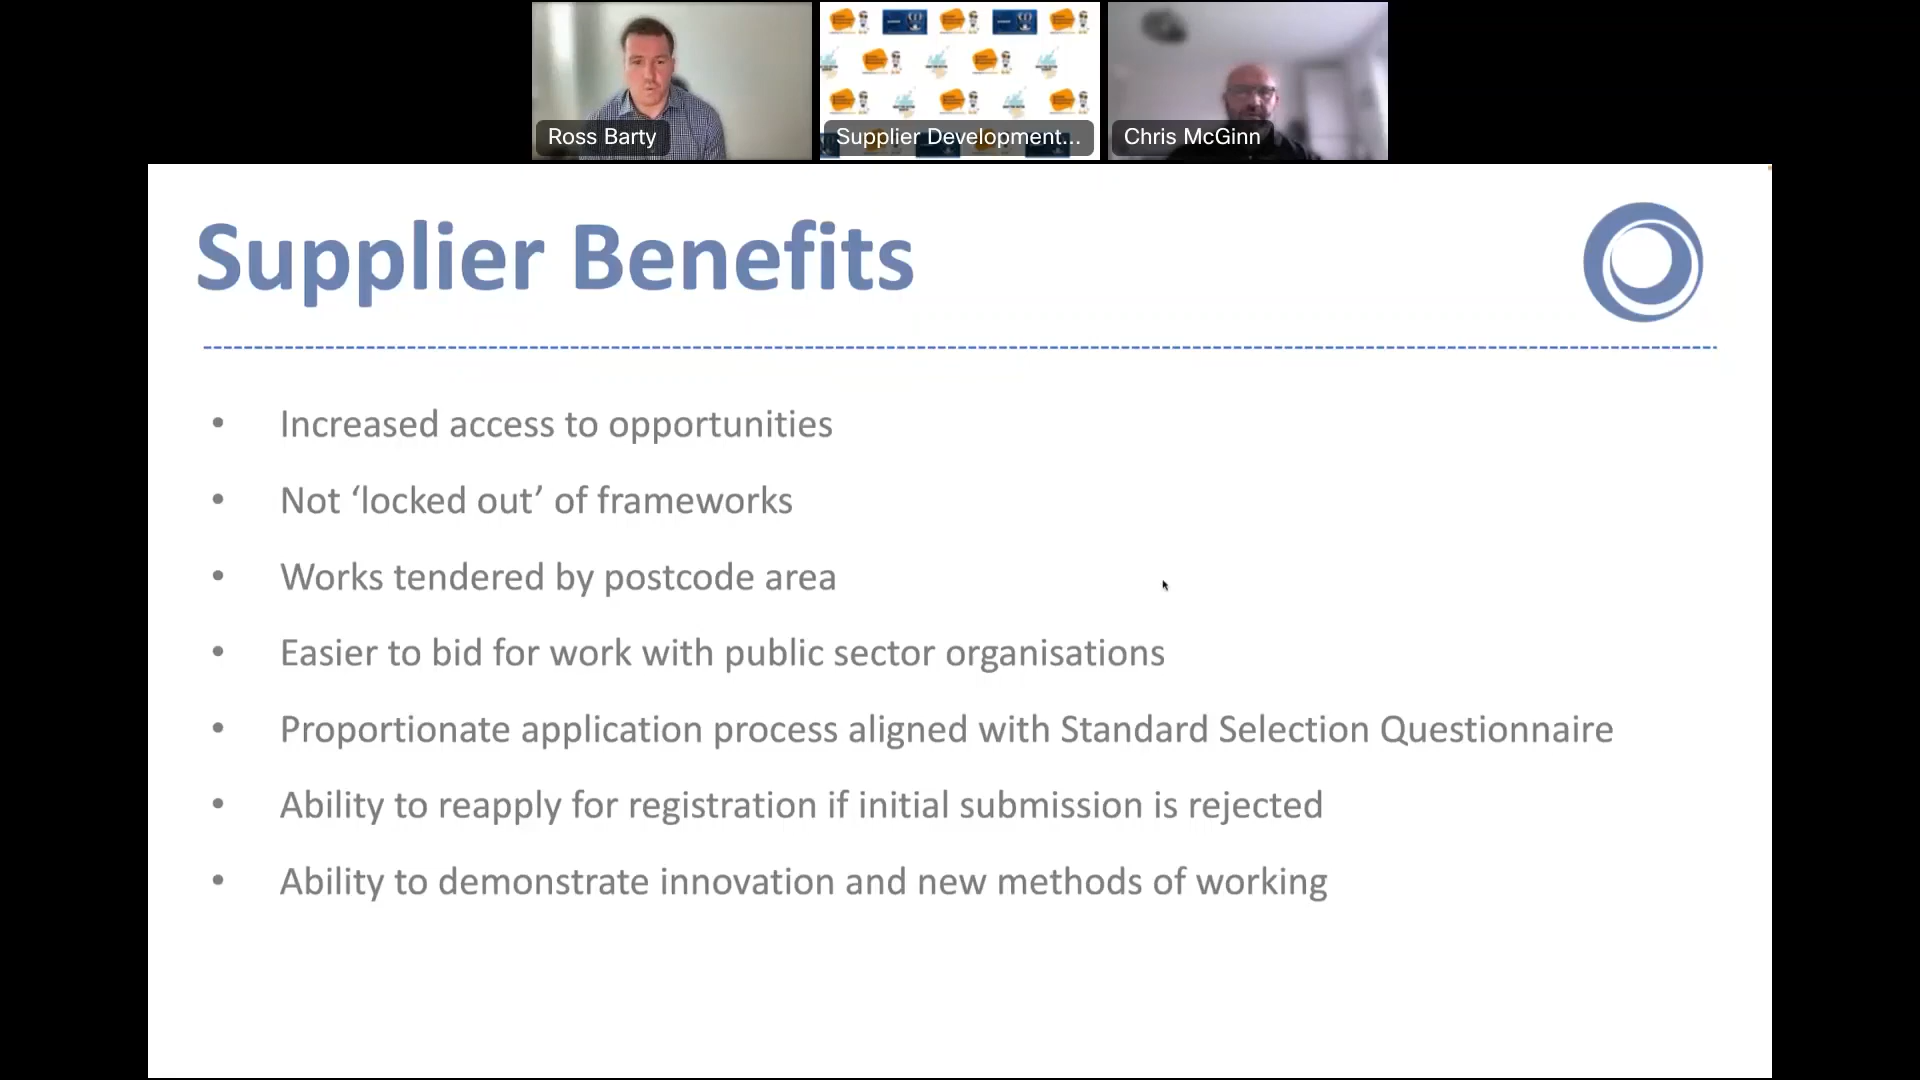 Ross Barty
Supplier Development...
Chris McGinn
Supplier Benefits
• Increased access to opportunities
• Not ‘locked out’ of frameworks
• Works tendered by postcode area
• Easier to bid for work with public sector organisations
• Proportionate application process aligned with Standard Selection Questionnaire
• Ability to reapply for registration if initial submission is rejected
• Ability to demonstrate innovation and new methods of working